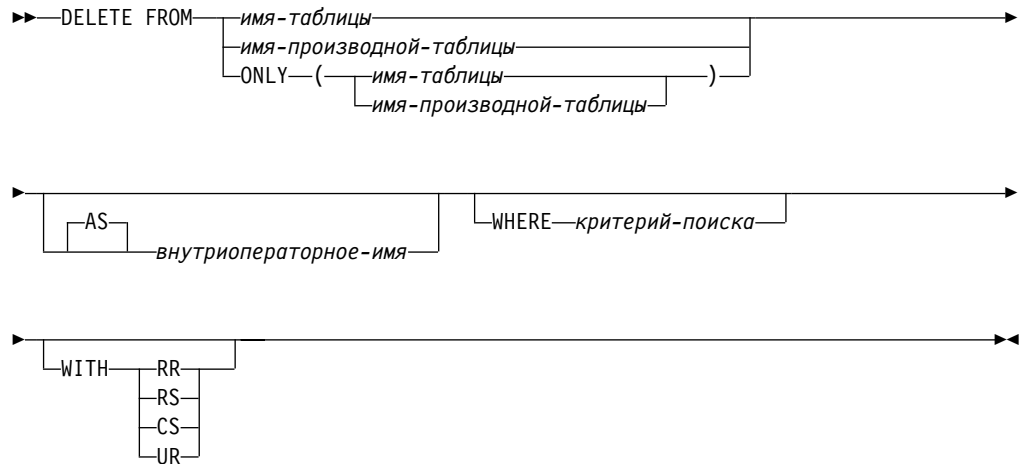 DELETE FROM имя-таблицы
имя-производной-таблицы
ONLY ( имя-таблицы )
имя-производной-таблицы
AS
внутриоператорное-имя
WHERE критерий-поиска
WITH RR
RS
CS
UR